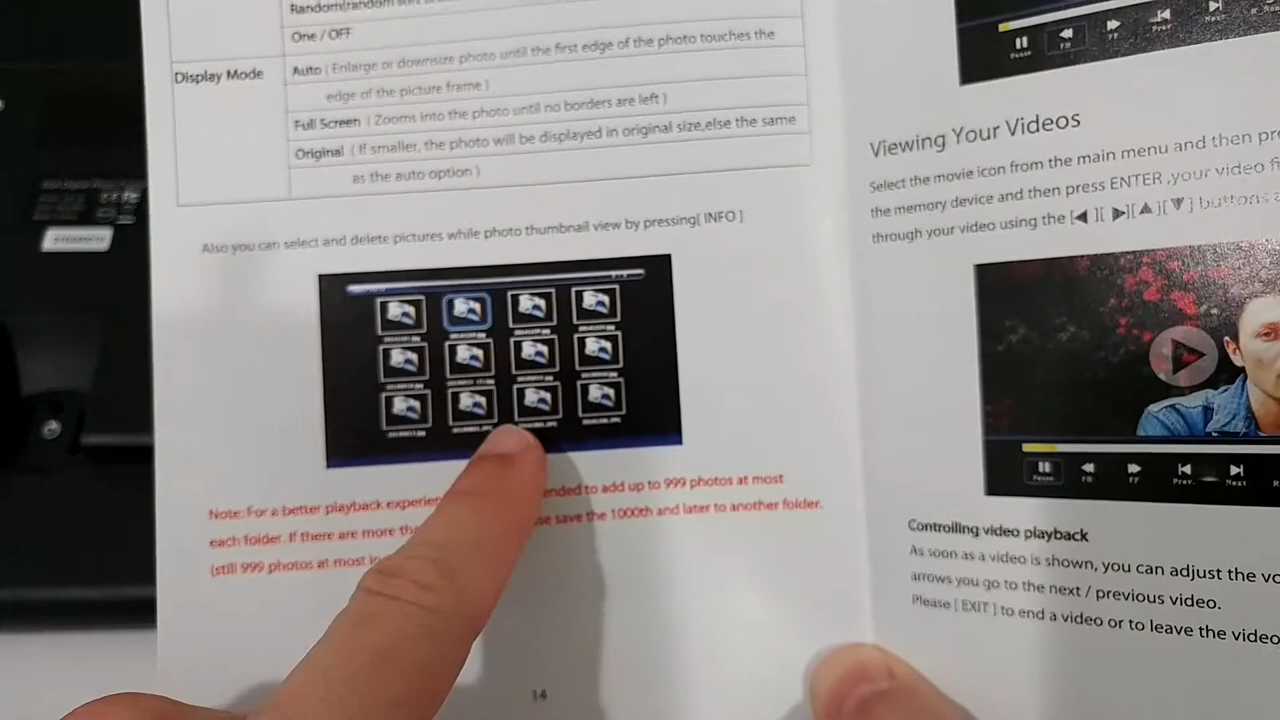 One / OFF
Display Mode
Auto ( Enlarge or downsize photo until the first edge of the photo touches the
edge of the picture frame )
Full Screen ( Zooms into the photo until no borders are left )
Original ( If smaller, the photo will be displayed in original size,else the same
as the auto option )
Also you can select and delete pictures while photo thumbnail view by pressing[ INFO ]
Note: For a better playback
ended to add up to 999 photos at most
each folder. If there are more
save the 1000th and later to another folder.
(still 999 photos at most
14
Pause FB FF Prev. Next
Viewing Your Videos
Select the movie icon from the main menu and then
the memory device and then press ENTER ,your video
through your video using the [◀ ][ ▶][▲][▼] buttons
Pause FB FF Prev. Next
Controlling video playback
As soon as a video is shown, you can adjust the
arrows you go to the next / previous video.
Please [ EXIT ] to end a video or to leave the video